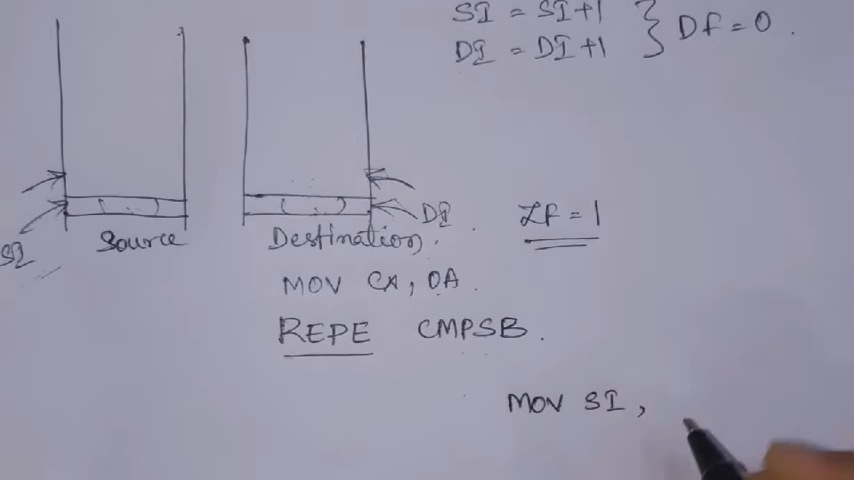 SI = SI+1
DI = DI+1 } DF = 0 .
SI
Source
DI .
Destination .
ZF = 1
MOV CX, 0A .
REPE CMPSB .
MOV SI ,